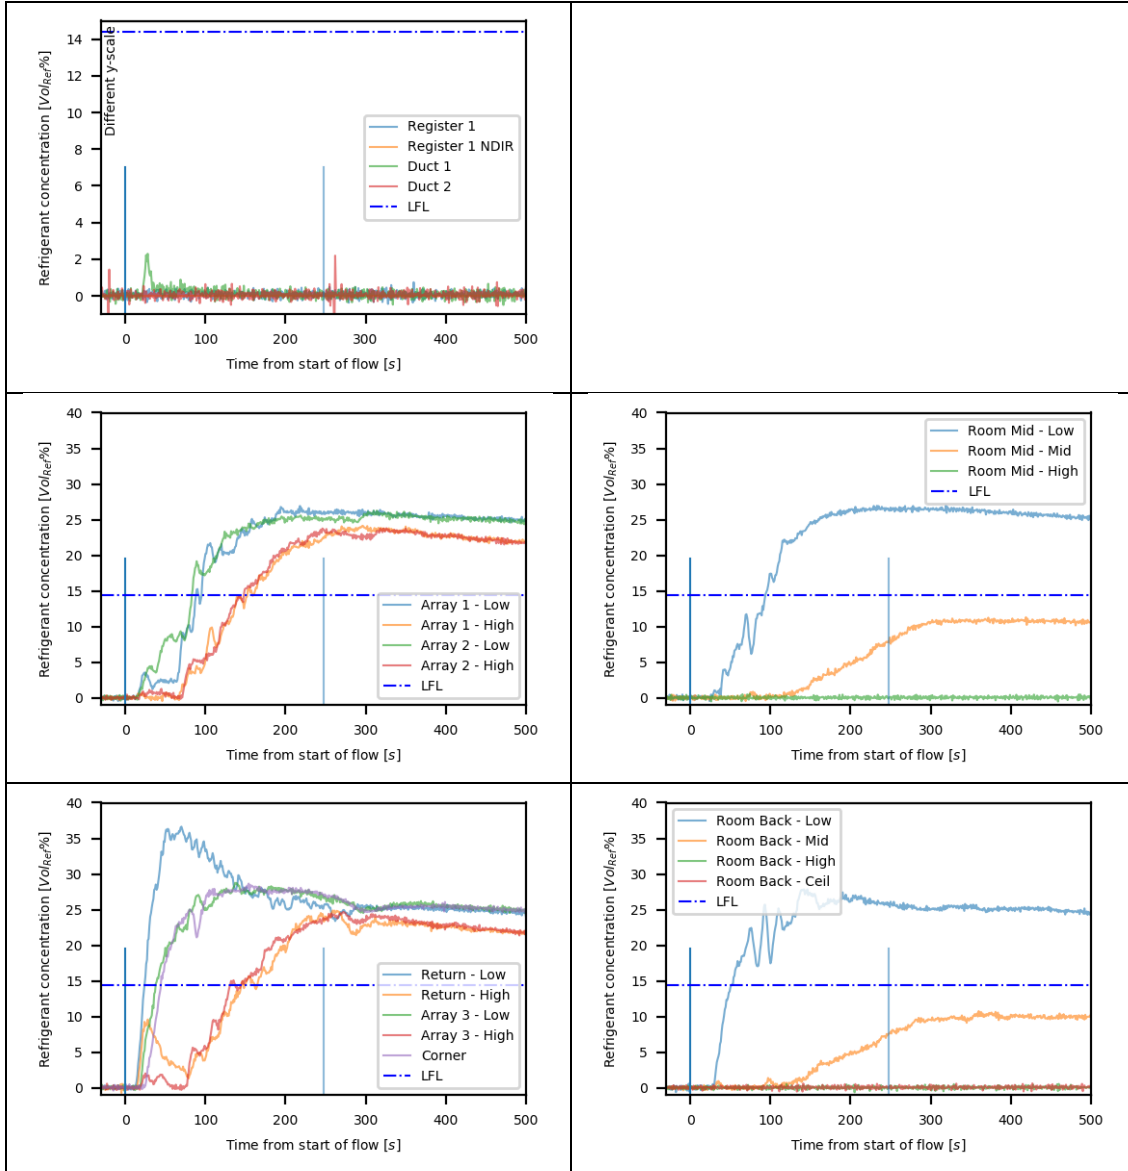 Refrigerant concentration [Vol_Ref%]
Different y-scale
14
12
10
8
6
4
2
0
Register 1
Register 1 NDIR
Duct 1
Duct 2
LFL
0 100 200 300 400 500
Time from start of flow [s]
Refrigerant concentration [Vol_Ref%]
40
35
30
25
20
15
10
5
0
Array 1 - Low
Array 1 - High
Array 2 - Low
Array 2 - High
LFL
0 100 200 300 400 500
Time from start of flow [s]
Refrigerant concentration [Vol_Ref%]
40
35
30
25
20
15
10
5
0
Room Mid - Low
Room Mid - Mid
Room Mid - High
LFL
0 100 200 300 400 500
Time from start of flow [s]
Refrigerant concentration [Vol_Ref%]
40
35
30
25
20
15
10
5
0
Return - Low
Return - High
Array 3 - Low
Array 3 - High
Corner
LFL
0 100 200 300 400 500
Time from start of flow [s]
Refrigerant concentration [Vol_Ref%]
40
35
30
25
20
15
10
5
0
Room Back - Low
Room Back - Mid
Room Back - High
Room Back - Ceil
LFL
0 100 200 300 400 500
Time from start of flow [s]